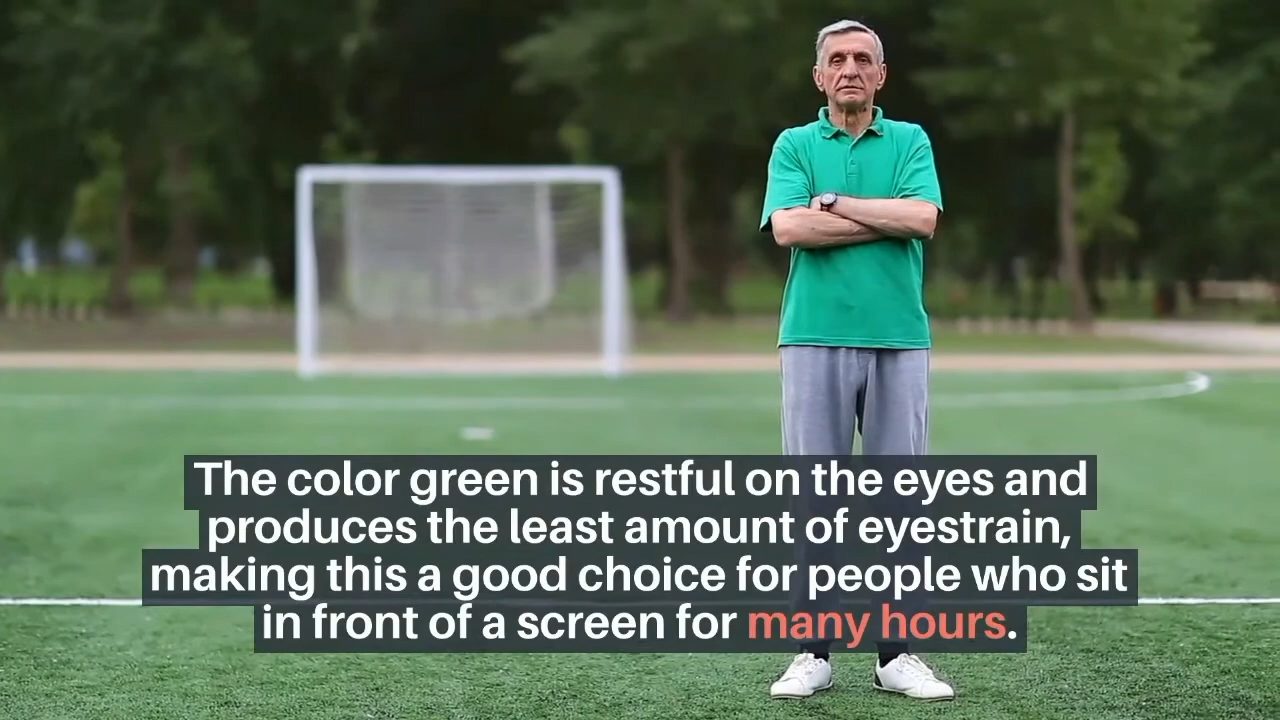 The color green is restful on the eyes and
produces the least amount of eyestrain,
making this a good choice for people who sit
in front of a screen for many hours.